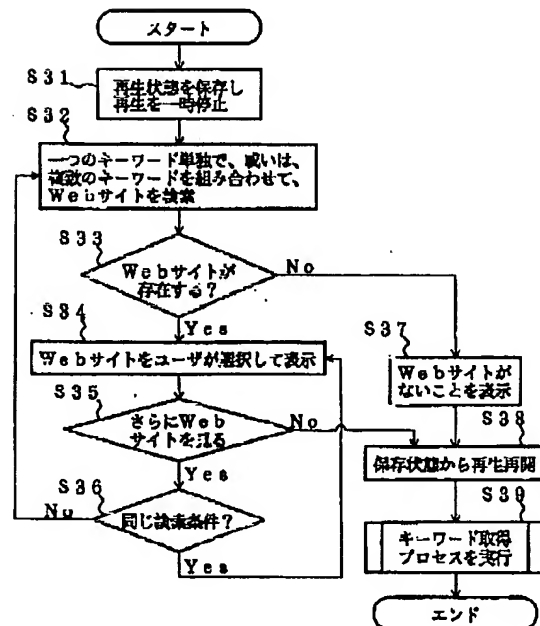 スタート
S31
再生状態を保存し
再生を一時停止
S32
一つのキーワード単独で、或いは、
複数のキーワードを組み合わせて、
Webサイトを検索
S33
Webサイトが
存在する?
No
Yes
S34
Webサイトをユーザが選択して表示
S35
さらにWeb
サイトを見る
No
Yes
S36
同じ検索条件?
No
Yes
S37
Webサイトが
ないことを表示
S38
保存状態から再生再開
S39
キーワード取得
プロセスを実行
エンド